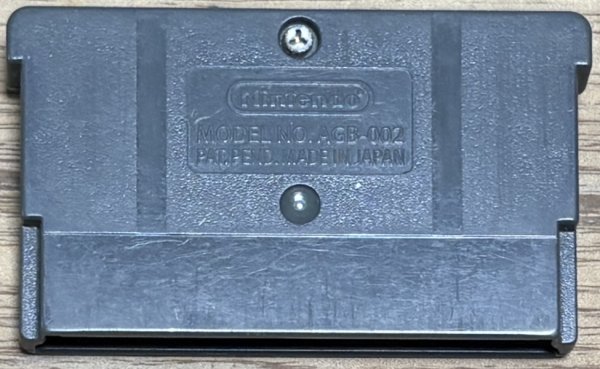 Nintendo
MODEL NO. AGB-002
PAT. PEND. MADE IN JAPAN